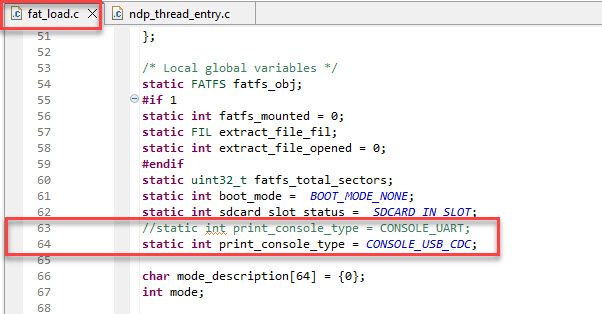 fat_load.c
ndp_thread_entry.c
51
52 };
53 /* Local global variables */
54 static FATFS fatfs_obj;
55 #if 1
56 static int fatfs_mounted = 0;
57 static FIL extract_file_fil;
58 static int extract_file_opened = 0;
59 #endif
60 static uint32_t fatfs_total_sectors;
61 static int boot_mode = BOOT_MODE_NONE;
62 static int sdcard_slot_status = SDCARD_IN_SLOT;
63 //static int print_console_type = CONSOLE_UART;
64 static int print_console_type = CONSOLE_USB_CDC;
65
66 char mode_description[64] = {0};
67 int mode;
68